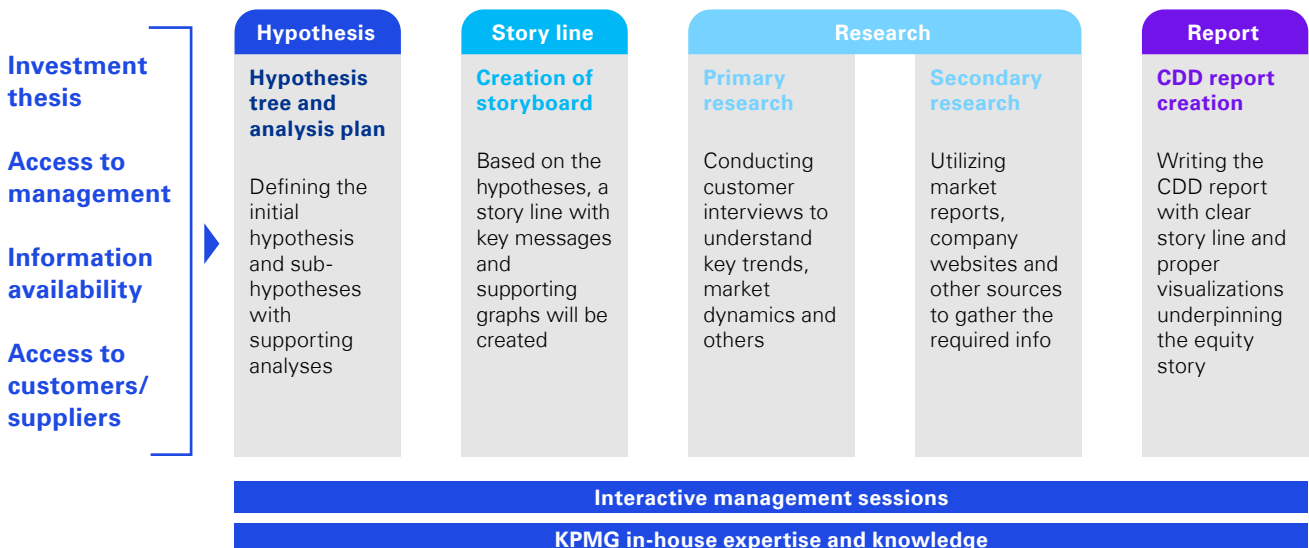 Investment
thesis
Access to
management
Information
availability
Access to
customers/
suppliers
Hypothesis
Hypothesis
tree and
analysis plan
Defining the
initial
hypothesis
and sub-
hypotheses
with
supporting
analyses
Story line
Creation of
storyboard
Based on the
hypotheses, a
story line with
key messages
and
supporting
graphs will be
created
Research
Primary
research
Conducting
customer
interviews to
understand
key trends,
market
dynamics and
others
Secondary
research
Utilizing
market
reports,
company
websites and
other sources
to gather the
required info
Report
CDD report
creation
Writing the
CDD report
with clear
story line and
proper
visualizations
underpinning
the equity
story
Interactive management sessions
KPMG in-house expertise and knowledge